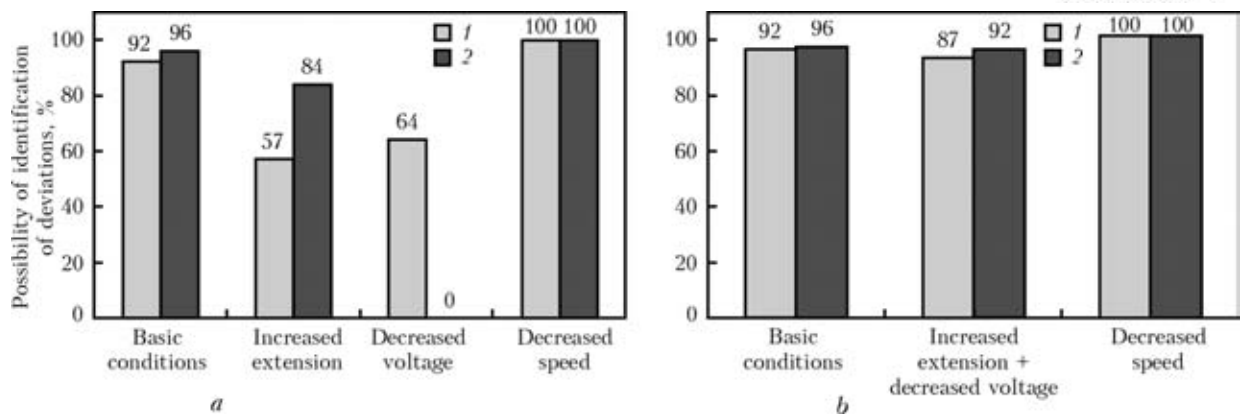 Possibility of identification
of deviations, %
100
80
60
40
20
0
92 96
57 84
64 0
100 100
1
2
Basic
conditions
Increased
extension
Decreased
voltage
Decreased
speed
a
100
80
60
40
20
0
92 96
87 92
100 100
1
2
Basic
conditions
Increased
extension +
decreased voltage
Decreased
speed
b